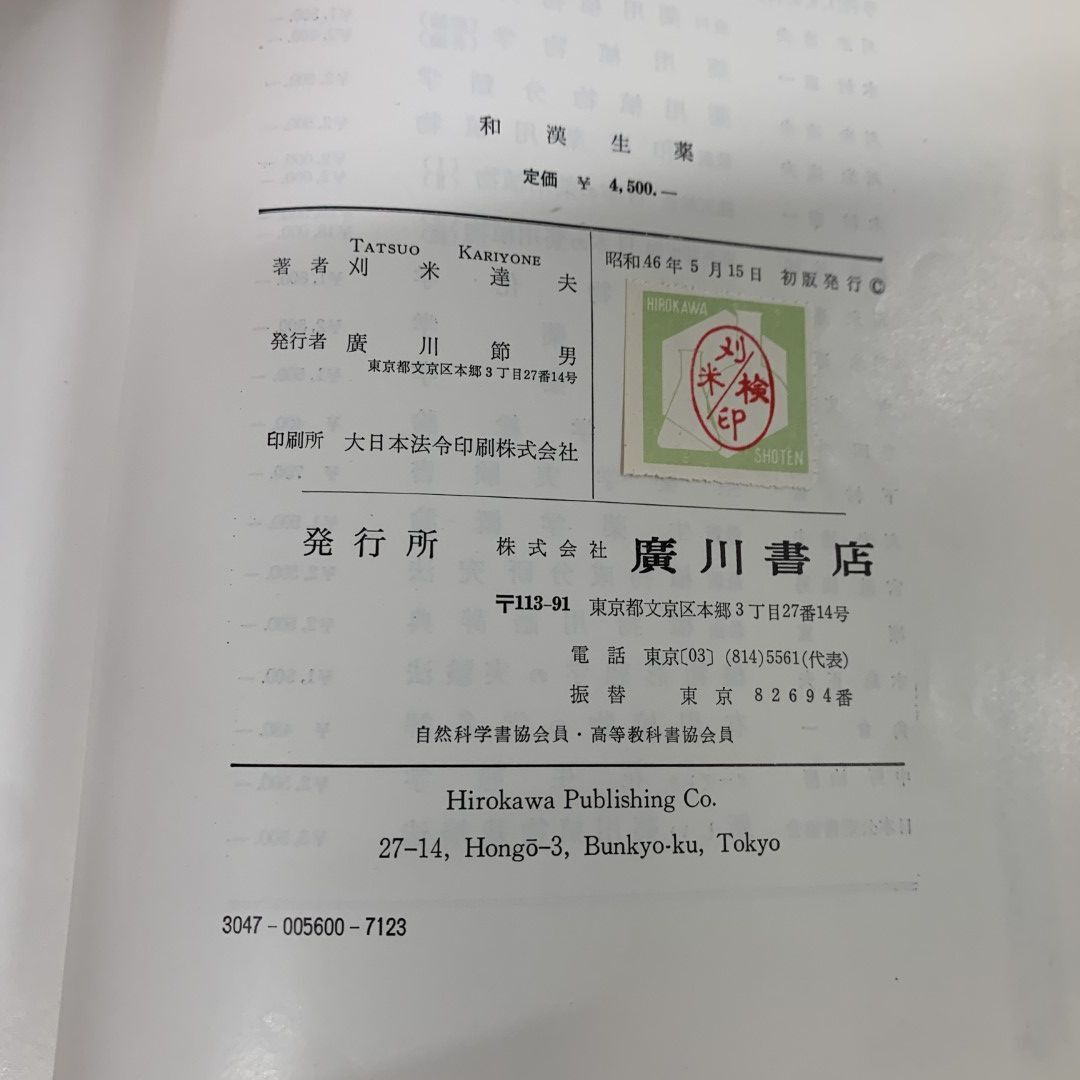 和漢生薬
定価 ¥ 4,500.—
TATSUO KARIYONE
著者 刈米達夫
発行者 廣川節男
東京都文京区本郷3丁目27番14号
印刷所 大日本法令印刷株式会社
昭和46年5月15日 初版発行©
HIROKAWA
刈米
検印
SHOTEN
発行所 株式会社 廣川書店
〒113-91 東京都文京区本郷3丁目27番14号
電話 東京〔03〕(814)5561(代表)
振替 東京 82694番
自然科学書協会員・高等教科書協会員
Hirokawa Publishing Co.
27–14, Hongō–3, Bunkyo-ku, Tokyo
3047-005600-7123